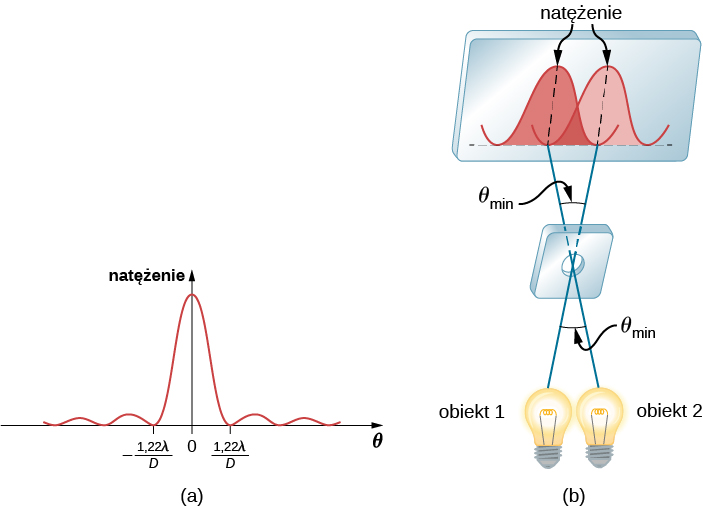 natężenie
θ
−1,22λ/D
0
1,22λ/D
(a)
natężenie
θmin
θmin
obiekt 1
obiekt 2
(b)